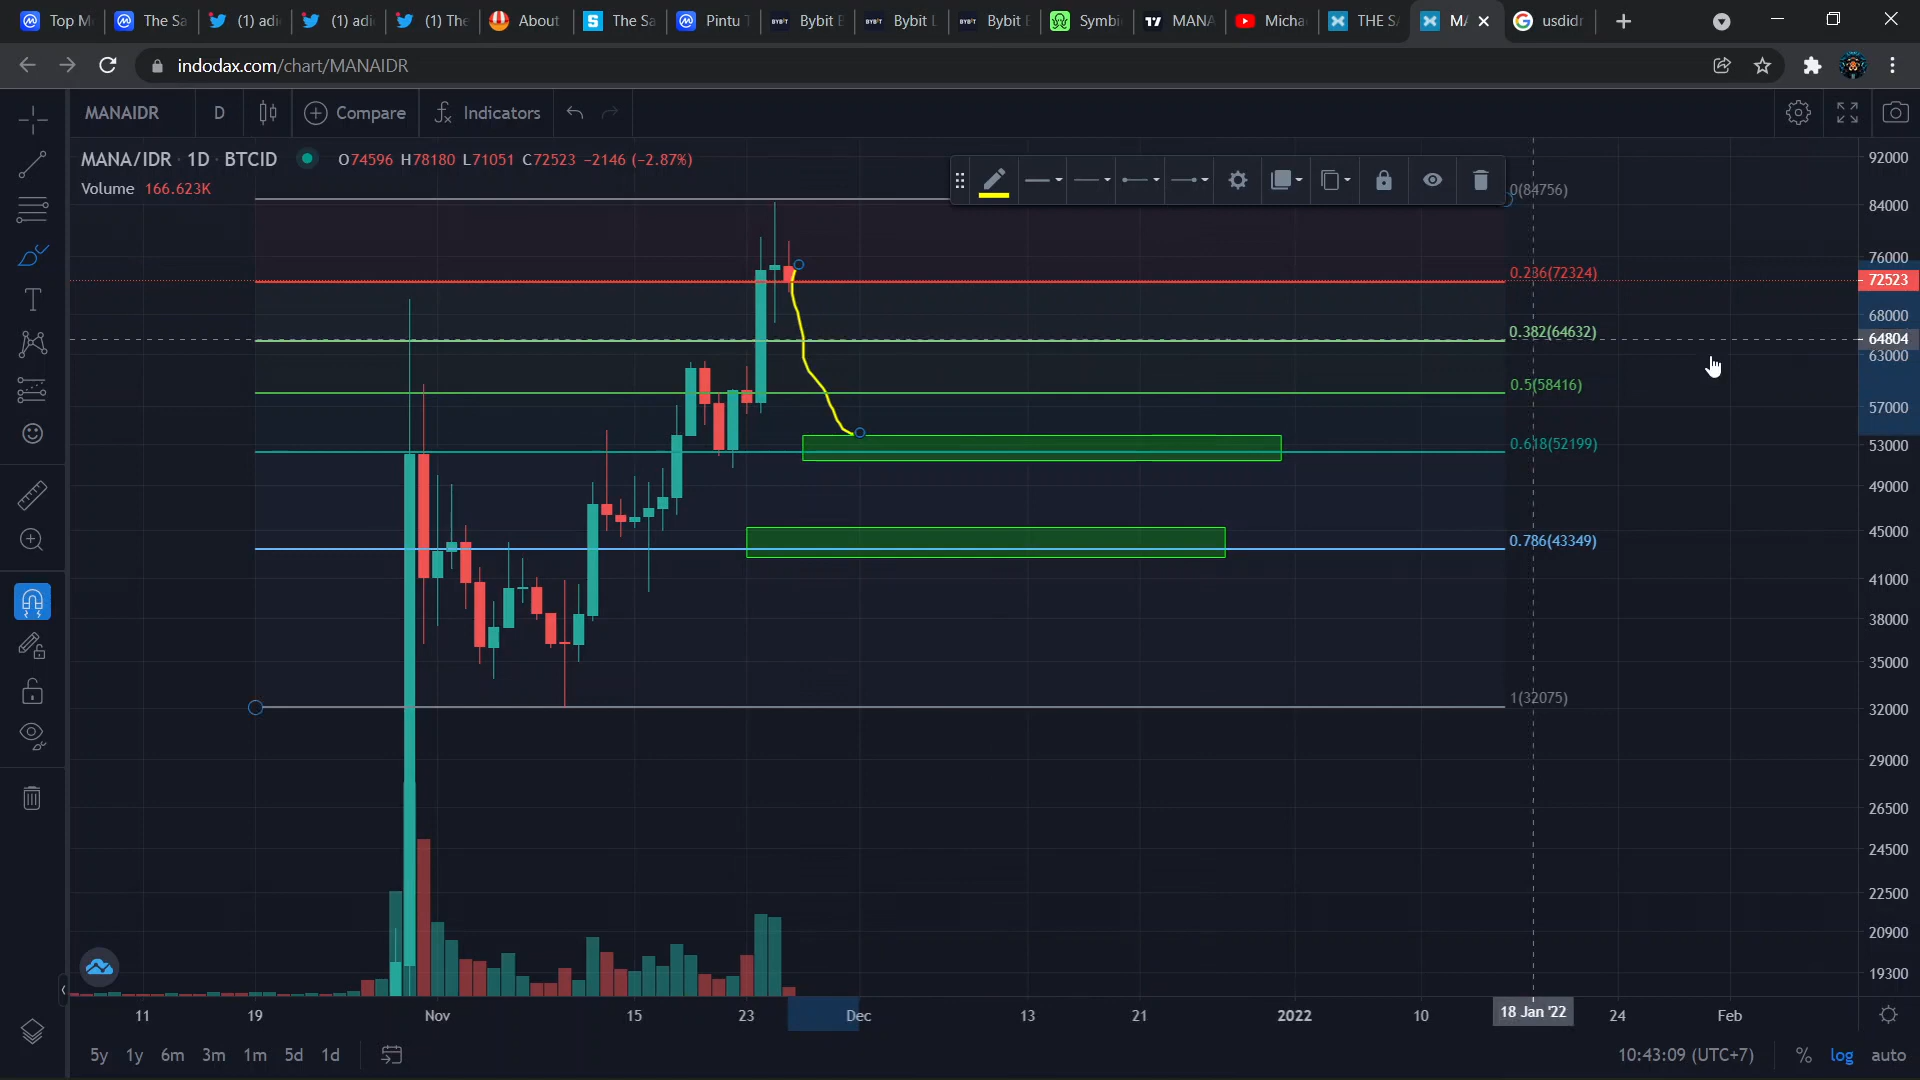 Top M
The Sa
(1) adi
(1) adi
(1) The
About
The Sa
Pintu T
Bybit
Bybit
Bybit
Symbi
MANA
Micha
THE SA
MA
usdidr
indodax.com/chart/MANAIDR
MANAIDR D Compare Indicators
MANA/IDR · 1D · BTCID O74596 H78180 L71051 C72523 −2146 (−2.87%)
Volume 166.623K
0(84756)
0.236(72324)
0.382(64632)
0.5(58416)
0.618(52199)
0.786(43349)
1(32075)
92000
84000
76000
72523
68000
64804
63000
57000
53000
49000
45000
41000
38000
35000
32000
29000
26500
24500
22500
20900
19300
11 19 Nov 15 23 Dec 13 21 2022 10 18 Jan '22 24 Feb
5y 1y 6m 3m 1m 5d 1d
10:43:09 (UTC+7) % log auto